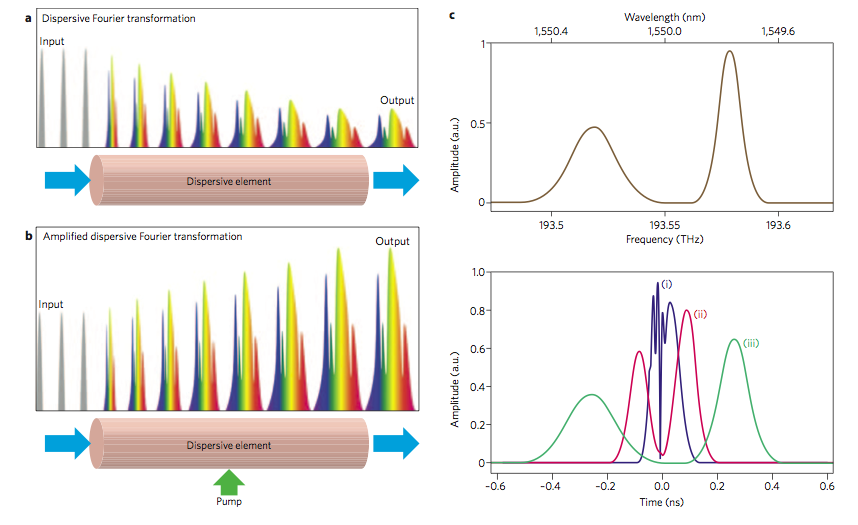 a Dispersive Fourier transformation
Input
Output
Dispersive element
b Amplified dispersive Fourier transformation
Output
Input
Dispersive element
Pump
c
Wavelength (nm)
1,550.4 1,550.0 1,549.6
1
0.5
0
Amplitude (a.u.)
193.5 193.55 193.6
Frequency (THz)
1.0
0.8
0.6
0.4
0.2
0
Amplitude (a.u.)
(i)
(ii)
(iii)
-0.6 -0.4 -0.2 0.0 0.2 0.4 0.6
Time (ns)